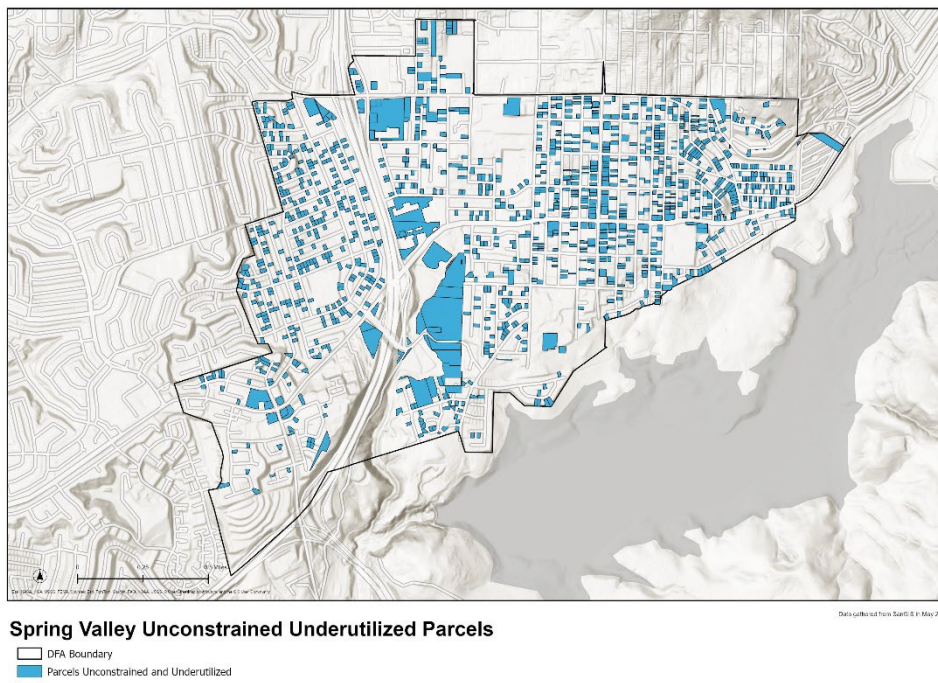 0 0.25 0.5 Miles
Data gathered from SanGIS in May 2
Spring Valley Unconstrained Underutilized Parcels
DFA Boundary
Parcels Unconstrained and Underutilized